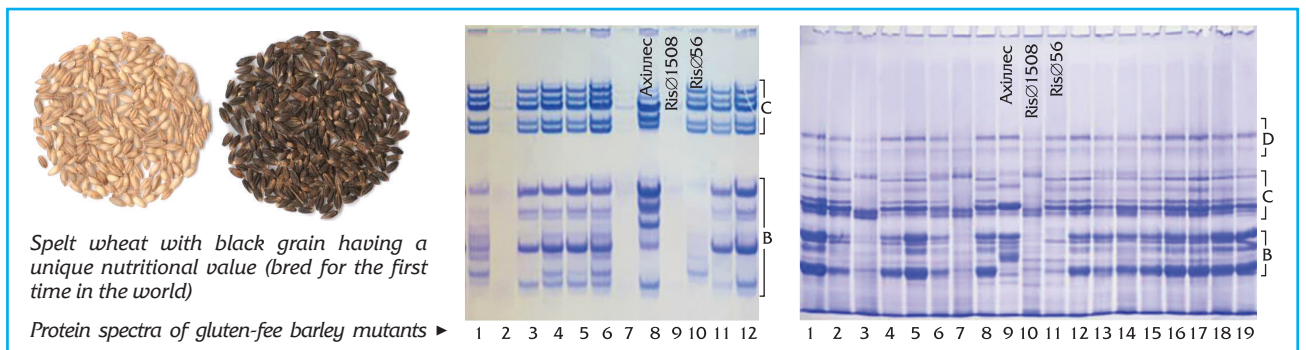 Spelt wheat with black grain having a
unique nutritional value (bred for the first
time in the world)
Protein spectra of gluten-fee barley mutants ►
Ахіллес
RisØ1508
RisØ56
C
B
1 2 3 4 5 6 7 8 9 10 11 12
Ахіллес
RisØ1508
RisØ56
D
C
B
1 2 3 4 5 6 7 8 9 10 11 12 13 14 15 16 17 18 19